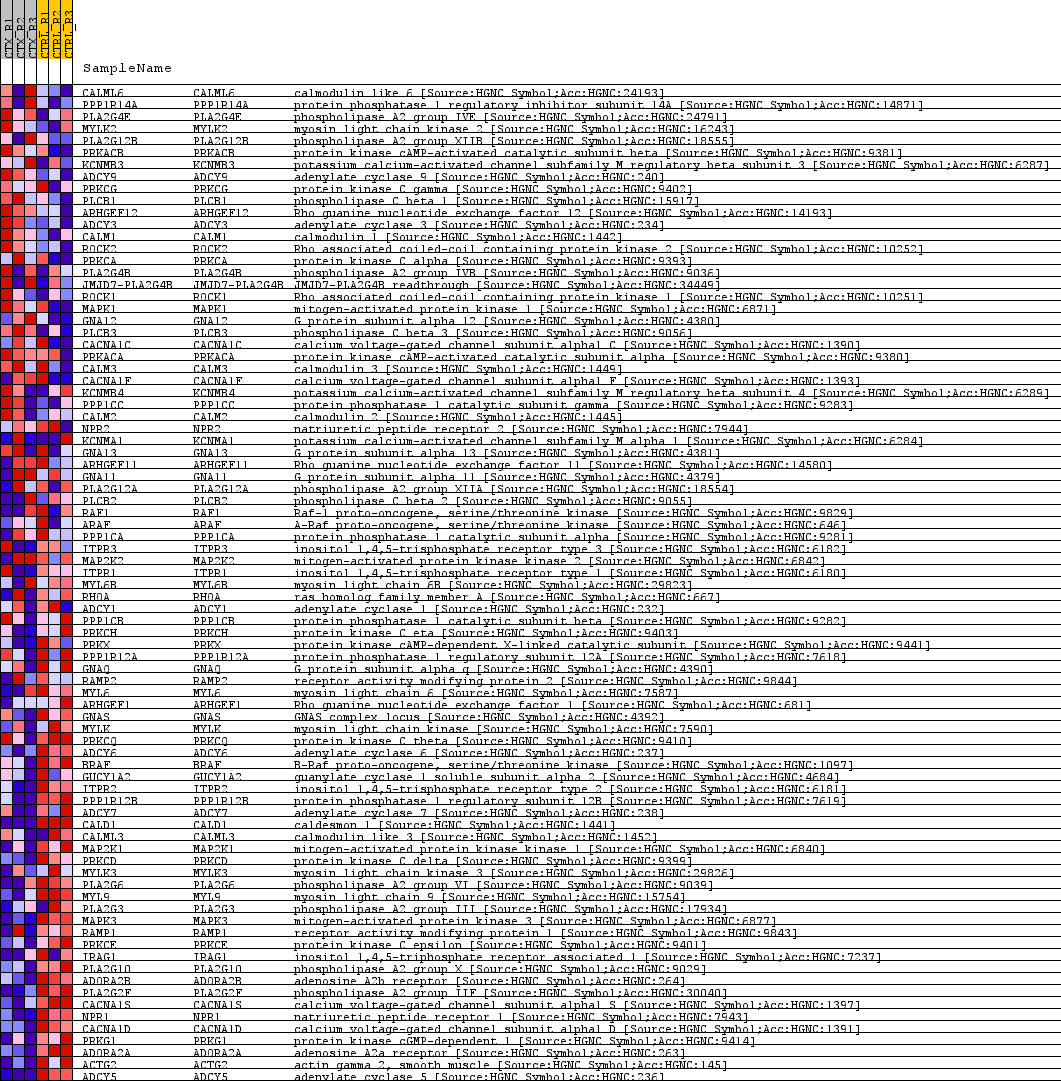 CTX_R1
CTX_R2
CTX_R3
CTRL_R1
CTRL_R2
CTRL_R3
SampleName
CALML6 CALML6 calmodulin like 6 [Source:HGNC Symbol;Acc:HGNC:24193]
PPP1R14A PPP1R14A protein phosphatase 1 regulatory inhibitor subunit 14A [Source:HGNC Symbol;Acc:HGNC:14871]
PLA2G4E PLA2G4E phospholipase A2 group IVE [Source:HGNC Symbol;Acc:HGNC:24791]
MYLK2 MYLK2 myosin light chain kinase 2 [Source:HGNC Symbol;Acc:HGNC:16243]
PLA2G12B PLA2G12B phospholipase A2 group XIIB [Source:HGNC Symbol;Acc:HGNC:18555]
PRKACB PRKACB protein kinase cAMP-activated catalytic subunit beta [Source:HGNC Symbol;Acc:HGNC:9381]
KCNMB3 KCNMB3 potassium calcium-activated channel subfamily M regulatory beta subunit 3 [Source:HGNC Symbol;Acc:HGNC:6287]
ADCY9 ADCY9 adenylate cyclase 9 [Source:HGNC Symbol;Acc:HGNC:240]
PRKCG PRKCG protein kinase C gamma [Source:HGNC Symbol;Acc:HGNC:9402]
PLCB1 PLCB1 phospholipase C beta 1 [Source:HGNC Symbol;Acc:HGNC:15917]
ARHGEF12 ARHGEF12 Rho guanine nucleotide exchange factor 12 [Source:HGNC Symbol;Acc:HGNC:14193]
ADCY3 ADCY3 adenylate cyclase 3 [Source:HGNC Symbol;Acc:HGNC:234]
CALM1 CALM1 calmodulin 1 [Source:HGNC Symbol;Acc:HGNC:1442]
ROCK2 ROCK2 Rho associated coiled-coil containing protein kinase 2 [Source:HGNC Symbol;Acc:HGNC:10252]
PRKCA PRKCA protein kinase C alpha [Source:HGNC Symbol;Acc:HGNC:9393]
PLA2G4B PLA2G4B phospholipase A2 group IVB [Source:HGNC Symbol;Acc:HGNC:9036]
JMJD7-PLA2G4B JMJD7-PLA2G4B JMJD7-PLA2G4B readthrough [Source:HGNC Symbol;Acc:HGNC:34449]
ROCK1 ROCK1 Rho associated coiled-coil containing protein kinase 1 [Source:HGNC Symbol;Acc:HGNC:10251]
MAPK1 MAPK1 mitogen-activated protein kinase 1 [Source:HGNC Symbol;Acc:HGNC:6871]
GNA12 GNA12 G protein subunit alpha 12 [Source:HGNC Symbol;Acc:HGNC:4380]
PLCB3 PLCB3 phospholipase C beta 3 [Source:HGNC Symbol;Acc:HGNC:9056]
CACNA1C CACNA1C calcium voltage-gated channel subunit alpha1 C [Source:HGNC Symbol;Acc:HGNC:1390]
PRKACA PRKACA protein kinase cAMP-activated catalytic subunit alpha [Source:HGNC Symbol;Acc:HGNC:9380]
CALM3 CALM3 calmodulin 3 [Source:HGNC Symbol;Acc:HGNC:1449]
CACNA1F CACNA1F calcium voltage-gated channel subunit alpha1 F [Source:HGNC Symbol;Acc:HGNC:1393]
KCNMB4 KCNMB4 potassium calcium-activated channel subfamily M regulatory beta subunit 4 [Source:HGNC Symbol;Acc:HGNC:6289]
PPP1CC PPP1CC protein phosphatase 1 catalytic subunit gamma [Source:HGNC Symbol;Acc:HGNC:9283]
CALM2 CALM2 calmodulin 2 [Source:HGNC Symbol;Acc:HGNC:1445]
NPR2 NPR2 natriuretic peptide receptor 2 [Source:HGNC Symbol;Acc:HGNC:7944]
KCNMA1 KCNMA1 potassium calcium-activated channel subfamily M alpha 1 [Source:HGNC Symbol;Acc:HGNC:6284]
GNA13 GNA13 G protein subunit alpha 13 [Source:HGNC Symbol;Acc:HGNC:4381]
ARHGEF11 ARHGEF11 Rho guanine nucleotide exchange factor 11 [Source:HGNC Symbol;Acc:HGNC:14580]
GNA11 GNA11 G protein subunit alpha 11 [Source:HGNC Symbol;Acc:HGNC:4379]
PLA2G12A PLA2G12A phospholipase A2 group XIIA [Source:HGNC Symbol;Acc:HGNC:18554]
PLCB2 PLCB2 phospholipase C beta 2 [Source:HGNC Symbol;Acc:HGNC:9055]
RAF1 RAF1 Raf-1 proto-oncogene, serine/threonine kinase [Source:HGNC Symbol;Acc:HGNC:9829]
ARAF ARAF A-Raf proto-oncogene, serine/threonine kinase [Source:HGNC Symbol;Acc:HGNC:646]
PPP1CA PPP1CA protein phosphatase 1 catalytic subunit alpha [Source:HGNC Symbol;Acc:HGNC:9281]
ITPR3 ITPR3 inositol 1,4,5-trisphosphate receptor type 3 [Source:HGNC Symbol;Acc:HGNC:6182]
MAP2K2 MAP2K2 mitogen-activated protein kinase kinase 2 [Source:HGNC Symbol;Acc:HGNC:6842]
ITPR1 ITPR1 inositol 1,4,5-trisphosphate receptor type 1 [Source:HGNC Symbol;Acc:HGNC:6180]
MYL6B MYL6B myosin light chain 6B [Source:HGNC Symbol;Acc:HGNC:29823]
RHOA RHOA ras homolog family member A [Source:HGNC Symbol;Acc:HGNC:667]
ADCY1 ADCY1 adenylate cyclase 1 [Source:HGNC Symbol;Acc:HGNC:232]
PPP1CB PPP1CB protein phosphatase 1 catalytic subunit beta [Source:HGNC Symbol;Acc:HGNC:9282]
PRKCH PRKCH protein kinase C eta [Source:HGNC Symbol;Acc:HGNC:9403]
PRKX PRKX protein kinase cAMP-dependent X-linked catalytic subunit [Source:HGNC Symbol;Acc:HGNC:9441]
PPP1R12A PPP1R12A protein phosphatase 1 regulatory subunit 12A [Source:HGNC Symbol;Acc:HGNC:7618]
GNAQ GNAQ G protein subunit alpha q [Source:HGNC Symbol;Acc:HGNC:4390]
RAMP2 RAMP2 receptor activity modifying protein 2 [Source:HGNC Symbol;Acc:HGNC:9844]
MYL6 MYL6 myosin light chain 6 [Source:HGNC Symbol;Acc:HGNC:7587]
ARHGEF1 ARHGEF1 Rho guanine nucleotide exchange factor 1 [Source:HGNC Symbol;Acc:HGNC:681]
GNAS GNAS GNAS complex locus [Source:HGNC Symbol;Acc:HGNC:4392]
MYLK MYLK myosin light chain kinase [Source:HGNC Symbol;Acc:HGNC:7590]
PRKCQ PRKCQ protein kinase C theta [Source:HGNC Symbol;Acc:HGNC:9410]
ADCY6 ADCY6 adenylate cyclase 6 [Source:HGNC Symbol;Acc:HGNC:237]
BRAF BRAF B-Raf proto-oncogene, serine/threonine kinase [Source:HGNC Symbol;Acc:HGNC:1097]
GUCY1A2 GUCY1A2 guanylate cyclase 1 soluble subunit alpha 2 [Source:HGNC Symbol;Acc:HGNC:4684]
ITPR2 ITPR2 inositol 1,4,5-trisphosphate receptor type 2 [Source:HGNC Symbol;Acc:HGNC:6181]
PPP1R12B PPP1R12B protein phosphatase 1 regulatory subunit 12B [Source:HGNC Symbol;Acc:HGNC:7619]
ADCY7 ADCY7 adenylate cyclase 7 [Source:HGNC Symbol;Acc:HGNC:238]
CALD1 CALD1 caldesmon 1 [Source:HGNC Symbol;Acc:HGNC:1441]
CALML3 CALML3 calmodulin like 3 [Source:HGNC Symbol;Acc:HGNC:1452]
MAP2K1 MAP2K1 mitogen-activated protein kinase kinase 1 [Source:HGNC Symbol;Acc:HGNC:6840]
PRKCD PRKCD protein kinase C delta [Source:HGNC Symbol;Acc:HGNC:9399]
MYLK3 MYLK3 myosin light chain kinase 3 [Source:HGNC Symbol;Acc:HGNC:29826]
PLA2G6 PLA2G6 phospholipase A2 group VI [Source:HGNC Symbol;Acc:HGNC:9039]
MYL9 MYL9 myosin light chain 9 [Source:HGNC Symbol;Acc:HGNC:15754]
PLA2G3 PLA2G3 phospholipase A2 group III [Source:HGNC Symbol;Acc:HGNC:17934]
MAPK3 MAPK3 mitogen-activated protein kinase 3 [Source:HGNC Symbol;Acc:HGNC:6877]
RAMP1 RAMP1 receptor activity modifying protein 1 [Source:HGNC Symbol;Acc:HGNC:9843]
PRKCE PRKCE protein kinase C epsilon [Source:HGNC Symbol;Acc:HGNC:9401]
IRAG1 IRAG1 inositol 1,4,5-triphosphate receptor associated 1 [Source:HGNC Symbol;Acc:HGNC:7237]
PLA2G10 PLA2G10 phospholipase A2 group X [Source:HGNC Symbol;Acc:HGNC:9029]
ADORA2B ADORA2B adenosine A2b receptor [Source:HGNC Symbol;Acc:HGNC:264]
PLA2G2F PLA2G2F phospholipase A2 group IIF [Source:HGNC Symbol;Acc:HGNC:30040]
CACNA1S CACNA1S calcium voltage-gated channel subunit alpha1 S [Source:HGNC Symbol;Acc:HGNC:1397]
NPR1 NPR1 natriuretic peptide receptor 1 [Source:HGNC Symbol;Acc:HGNC:7943]
CACNA1D CACNA1D calcium voltage-gated channel subunit alpha1 D [Source:HGNC Symbol;Acc:HGNC:1391]
PRKG1 PRKG1 protein kinase cGMP-dependent 1 [Source:HGNC Symbol;Acc:HGNC:9414]
ADORA2A ADORA2A adenosine A2a receptor [Source:HGNC Symbol;Acc:HGNC:263]
ACTG2 ACTG2 actin gamma 2, smooth muscle [Source:HGNC Symbol;Acc:HGNC:145]
ADCY5 ADCY5 adenylate cyclase 5 [Source:HGNC Symbol;Acc:HGNC:236]